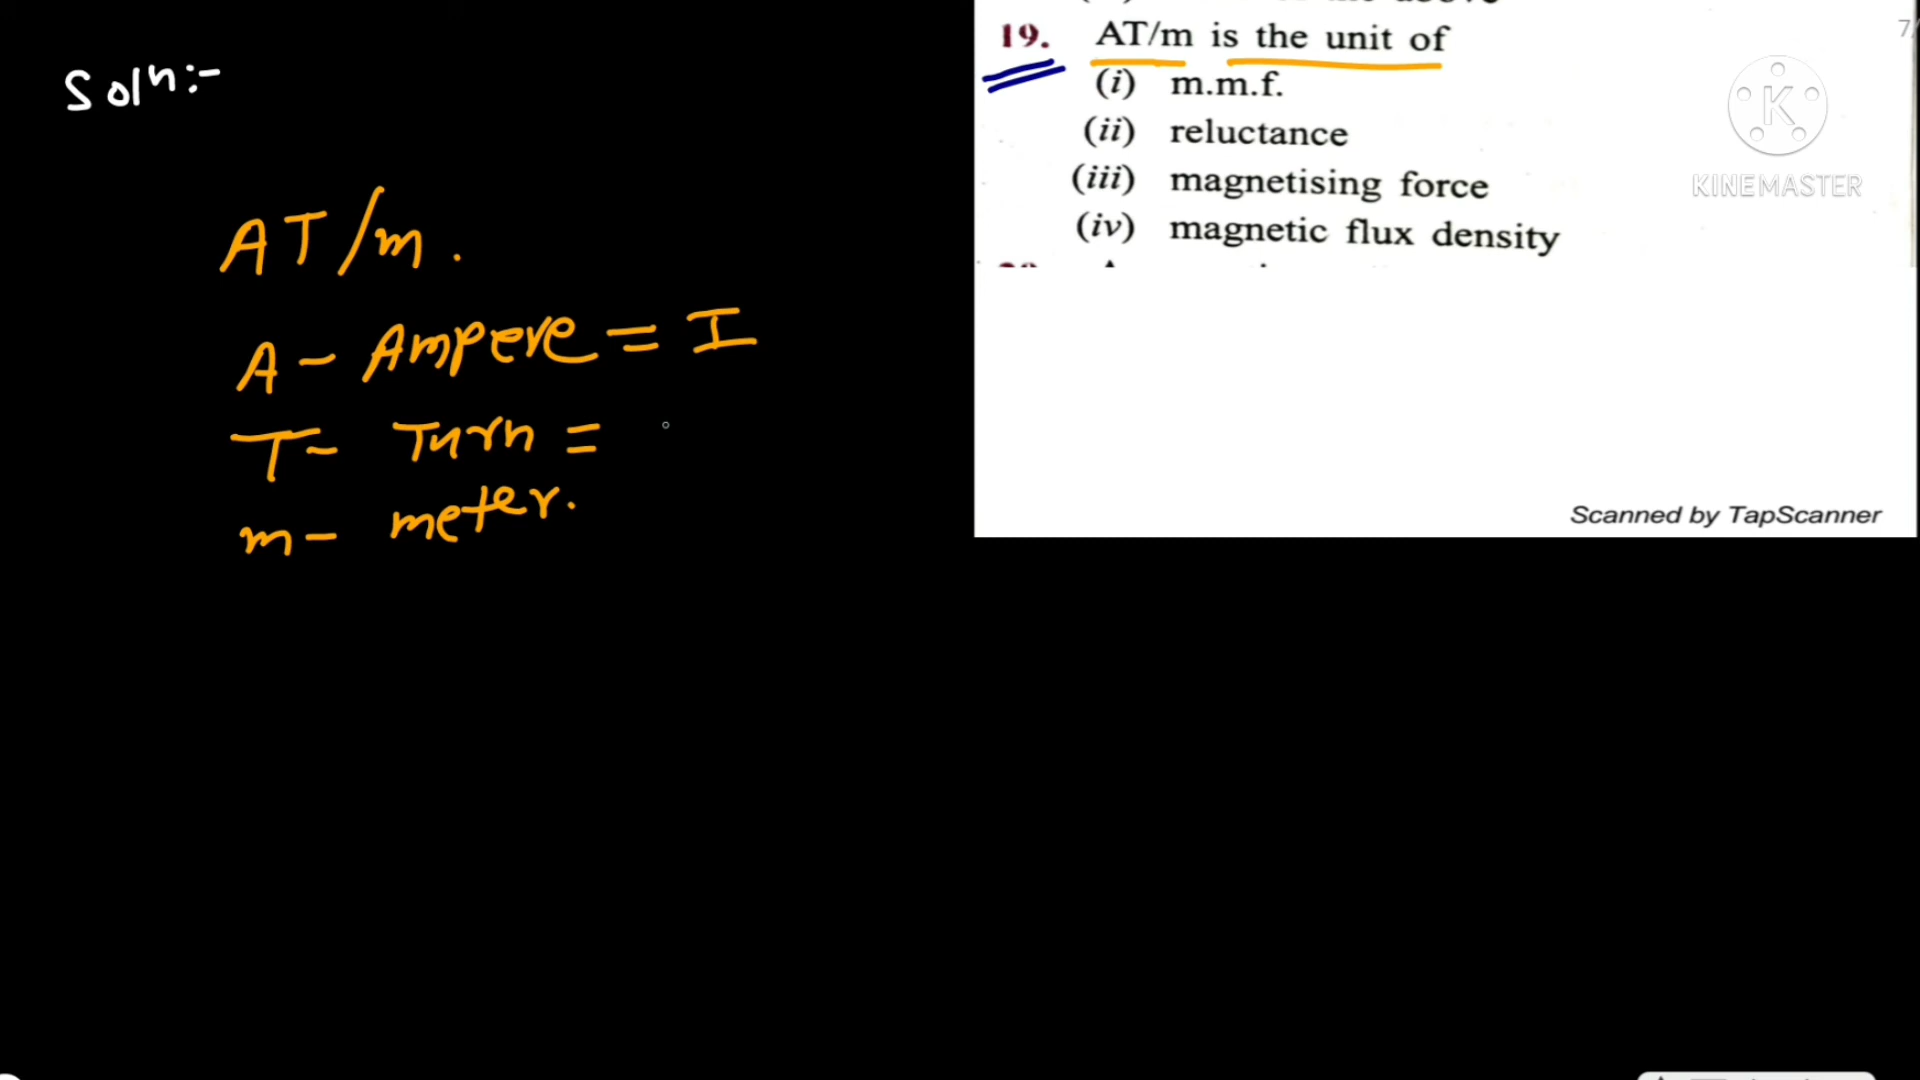 Soln:-
AT/m.
A - Ampere = I
T - Turn =
m - meter.
19. AT/m is the unit of
(i) m.m.f.
(ii) reluctance
(iii) magnetising force
(iv) magnetic flux density
KINEMASTER
Scanned by TapScanner